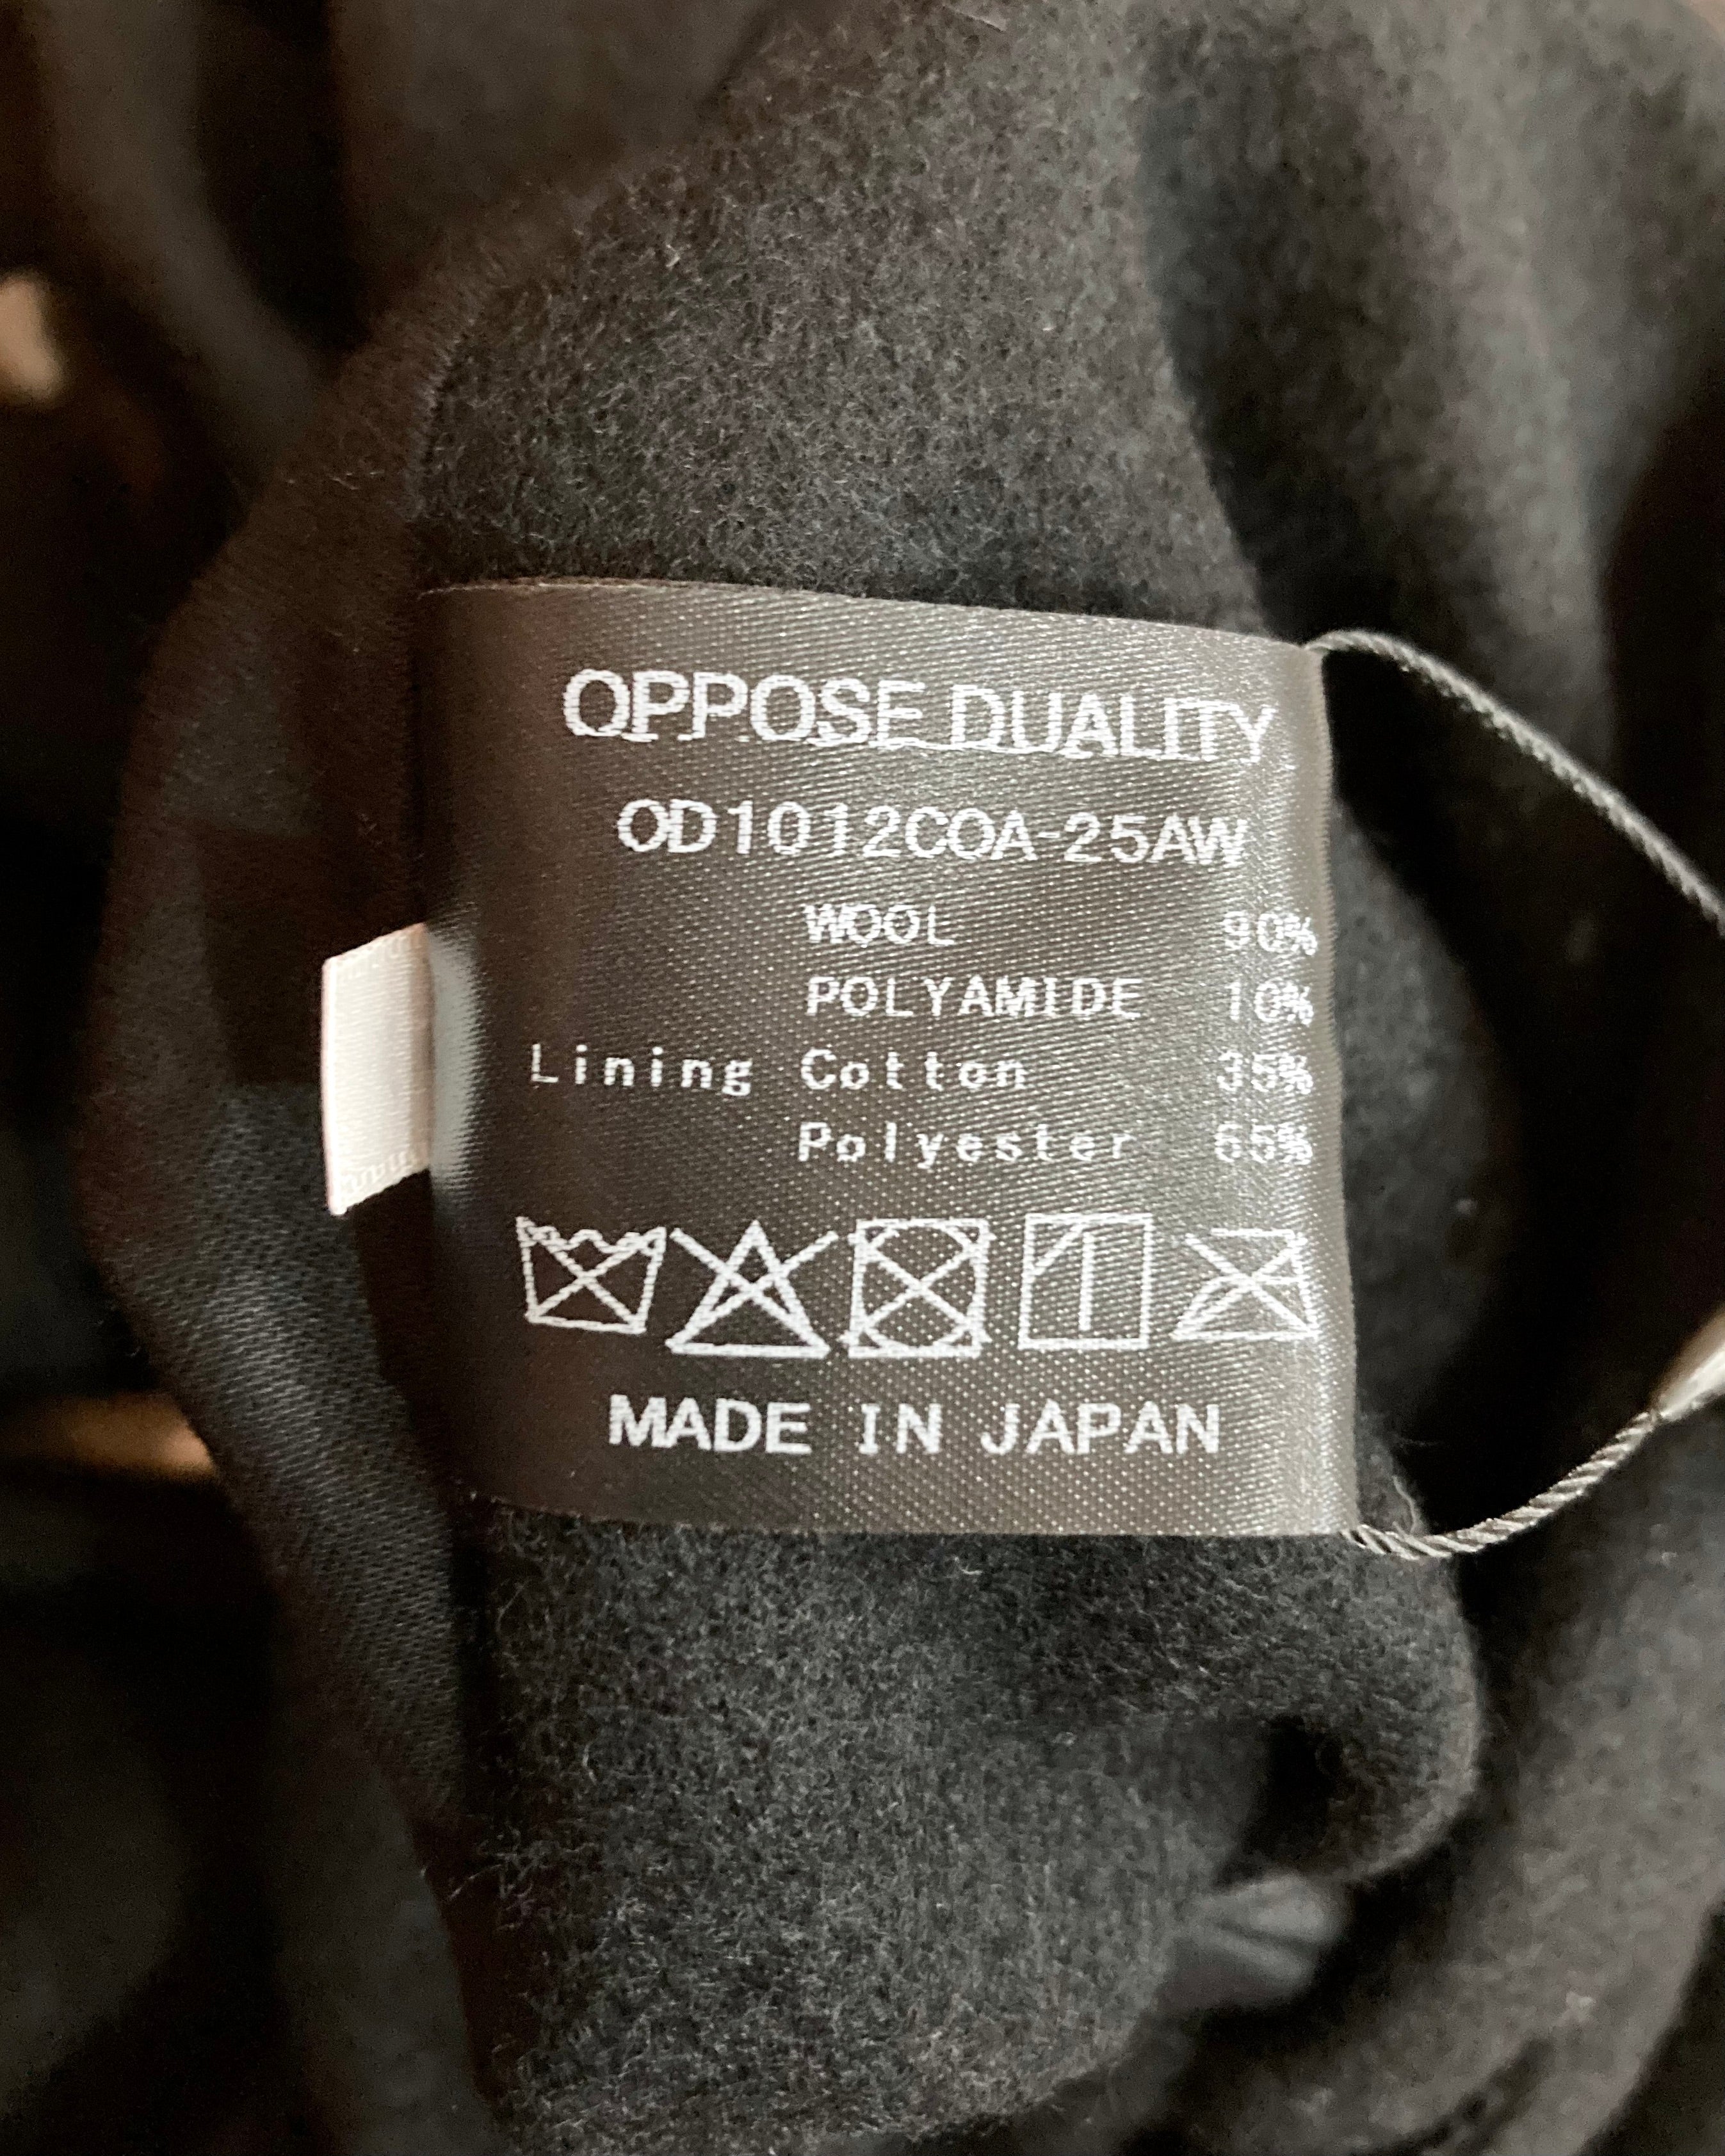 OPPOSE DUALITY
OD1012COA-25AW
WOOL 90%
POLYAMIDE 10%
Lining Cotton 35%
Polyester 65%
MADE IN JAPAN